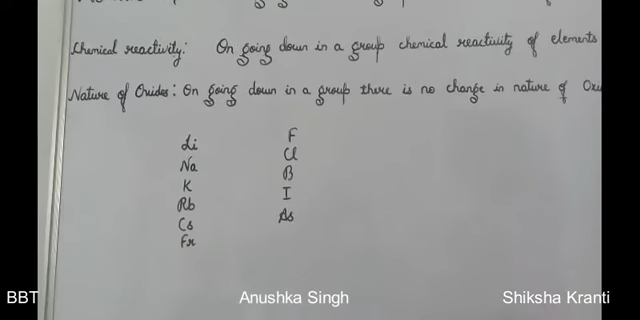 Chemical reactivity: On going down in a group chemical reactivity of elements
Nature of Oxides: On going down in a group there is no change in nature of Oxi
Li F
Na Cl
K B
Rb I
Cs As
Fr
BBT Anushka Singh Shiksha Kranti